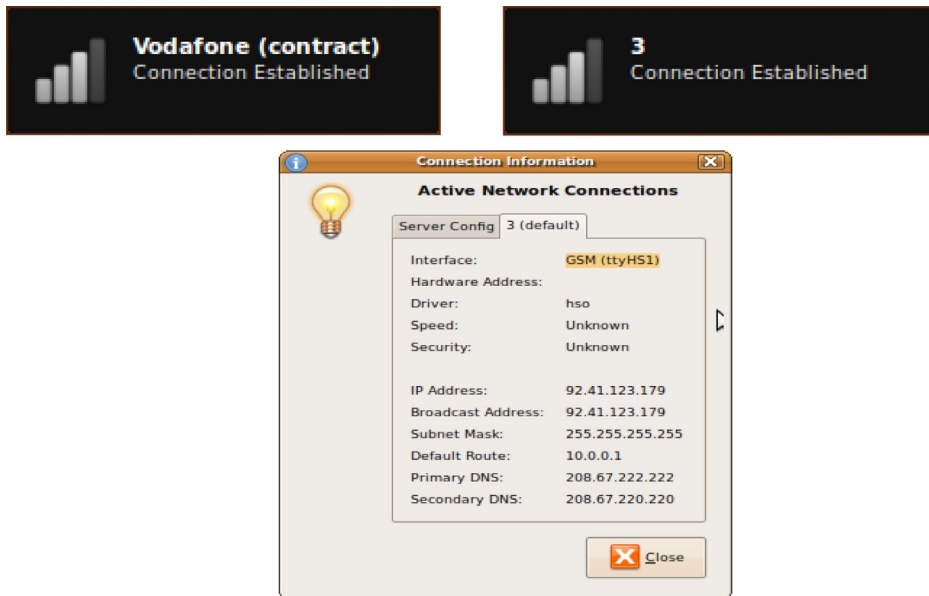 Vodafone (contract)
Connection Established
3
Connection Established
Connection Information
Active Network Connections
Server Config 3 (default)
Interface: GSM (ttyHS1)
Hardware Address:
Driver: hso
Speed: Unknown
Security: Unknown
IP Address: 92.41.123.179
Broadcast Address: 92.41.123.179
Subnet Mask: 255.255.255.255
Default Route: 10.0.0.1
Primary DNS: 208.67.222.222
Secondary DNS: 208.67.220.220
Close